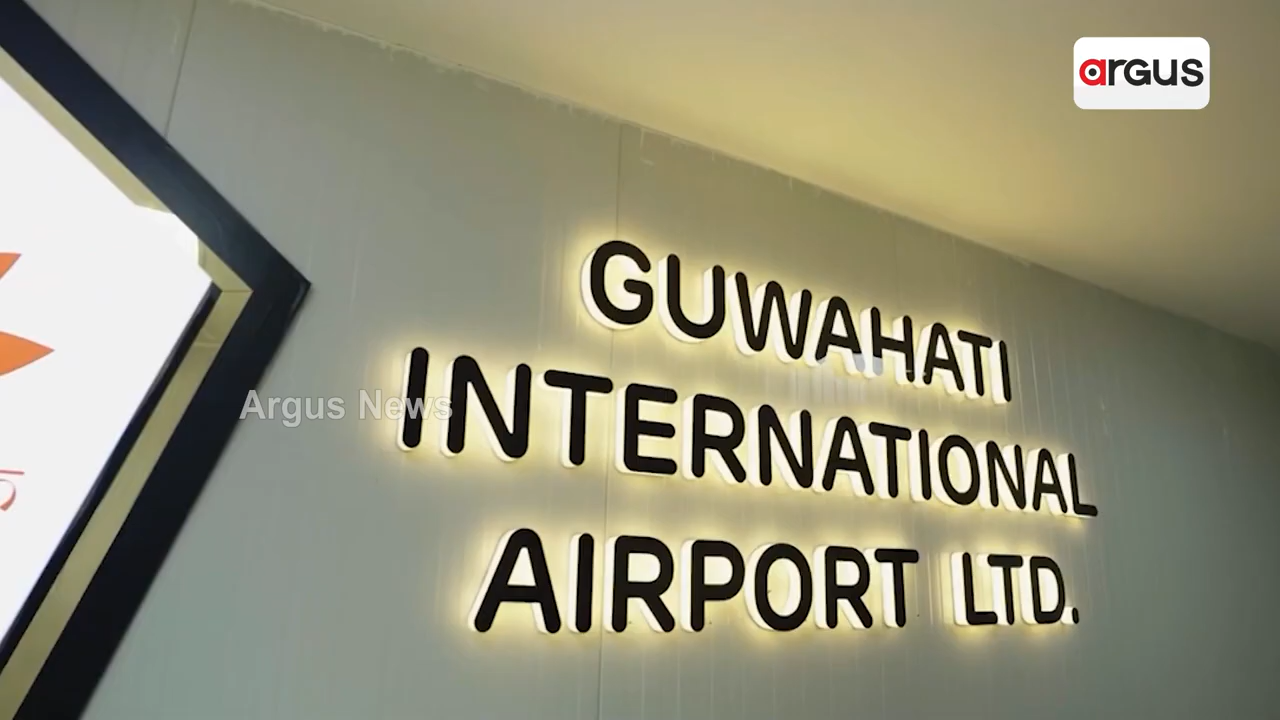 argus
GUWAHATI
INTERNATIONAL
Argus News
AIRPORT LTD.